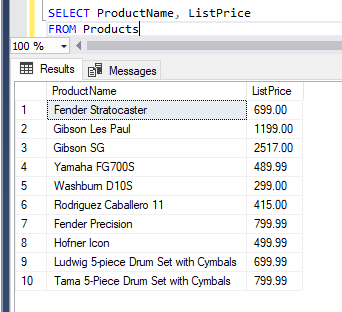 SELECT ProductName, ListPrice
FROM Products
100 %
Results Messages
ProductName ListPrice
1 Fender Stratocaster 699.00
2 Gibson Les Paul 1199.00
3 Gibson SG 2517.00
4 Yamaha FG700S 489.99
5 Washburn D10S 299.00
6 Rodriguez Caballero 11 415.00
7 Fender Precision 799.99
8 Hofner Icon 499.99
9 Ludwig 5-piece Drum Set with Cymbals 699.99
10 Tama 5-Piece Drum Set with Cymbals 799.99